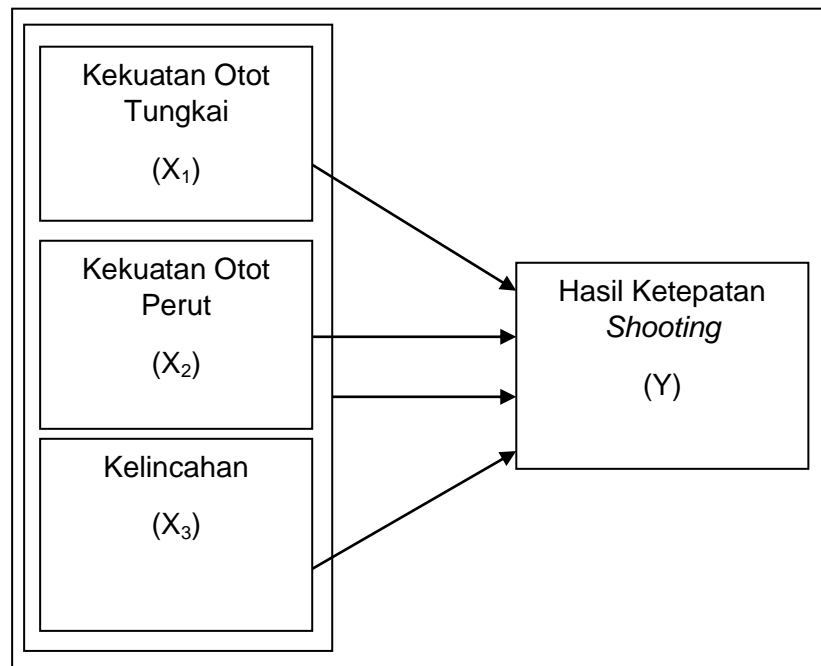 Kekuatan Otot
Tungkai
(X₁)
Kekuatan Otot
Perut
(X₂)
Kelincahan
(X₃)
Hasil Ketepatan
Shooting
(Y)